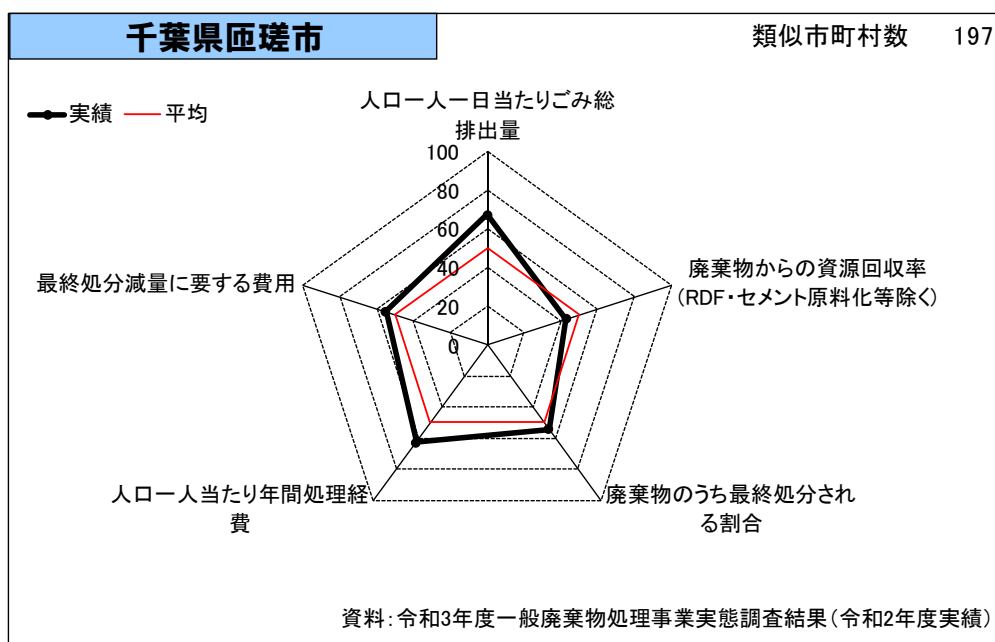 千葉県匝瑳市
類似市町村数 197
実績 平均
人口一人一日当たりごみ総
排出量
100
80
60
40
20
0
廃棄物からの資源回収率
(RDF・セメント原料化等除く)
最終処分減量に要する費用
人口一人当たり年間処理経
費
廃棄物のうち最終処分され
る割合
資料:令和3年度一般廃棄物処理事業実態調査結果(令和2年度実績)